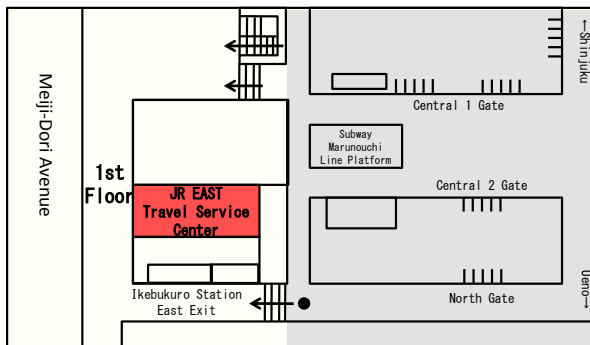 ←Shinjuku
Central 1 Gate
Meiji-Dori Avenue
Subway
Marunouchi
Line Platform
1st
Floor
JR EAST
Travel Service
Center
Central 2 Gate
Ikebukuro Station
East Exit
North Gate
Ueno→